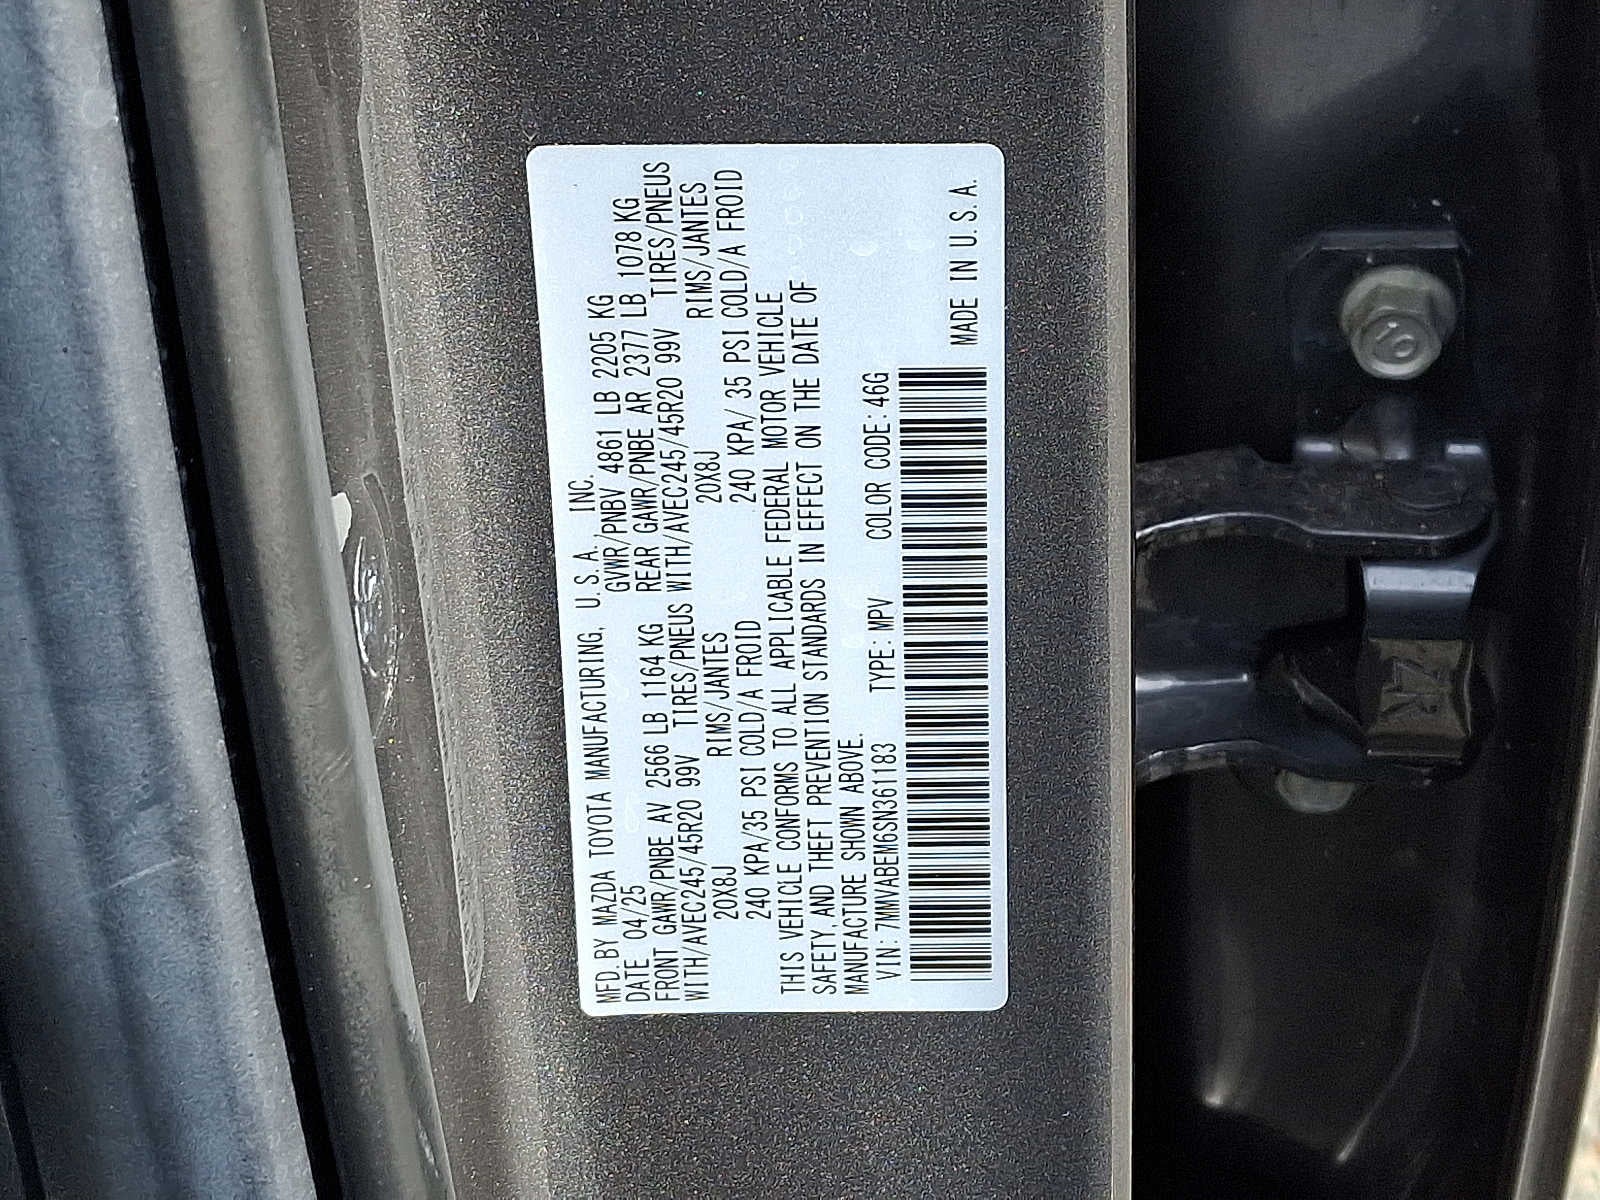 MFD.BY MAZDA TOYOTA MANUFACTURING, U.S.A. INC.
DATE 04/25 GVWR/PNBV 4861 LB 2205 KG
FRONT GAWR/PNBE AV 2566 LB 1164 KG REAR GAWR/PNBE AR 2377 LB 1078 KG
WITH/AVEC245/45R20 99V TIRES/PNEUS WITH/AVEC245/45R20 99V TIRES/PNEUS
20X8J RIMS/JANTES 20X8J RIMS/JANTES
240 KPA/35 PSI COLD/A FROID 240 KPA/ 35 PSI COLD/A FROID
THIS VEHICLE CONFORMS TO ALL APPLICABLE FEDERAL MOTOR VEHICLE
SAFETY, AND THEFT PREVENTION STANDARDS IN EFFECT ON THE DATE OF
MANUFACTURE SHOWN ABOVE.
VIN: 7MMVABEM6SN361183 TYPE: MPV COLOR CODE: 46G
MADE IN U.S.A.